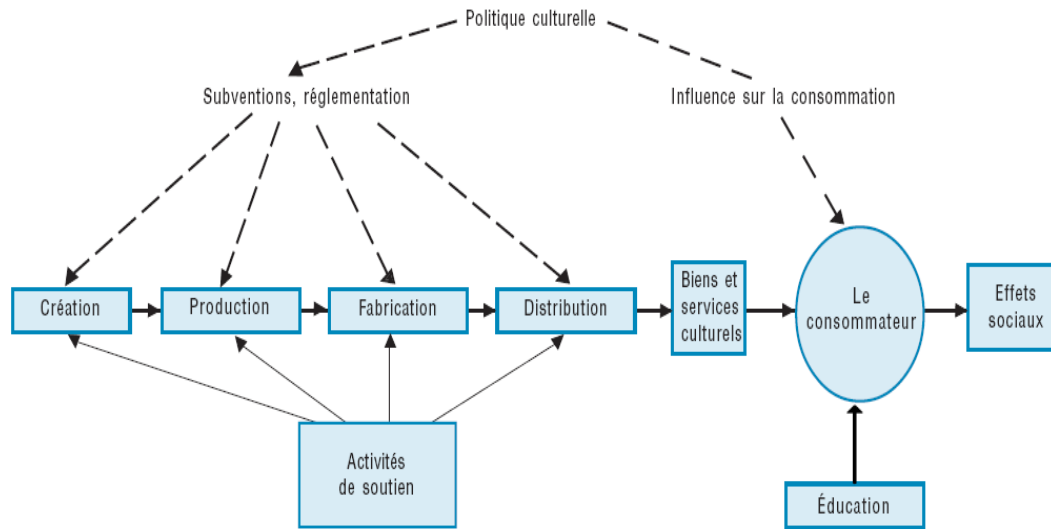 Politique culturelle
Subventions, réglementation
Influence sur la consommation
Création
Production
Fabrication
Distribution
Biens et
services
culturels
Le
consommateur
Effets
sociaux
Activités
de soutien
Éducation